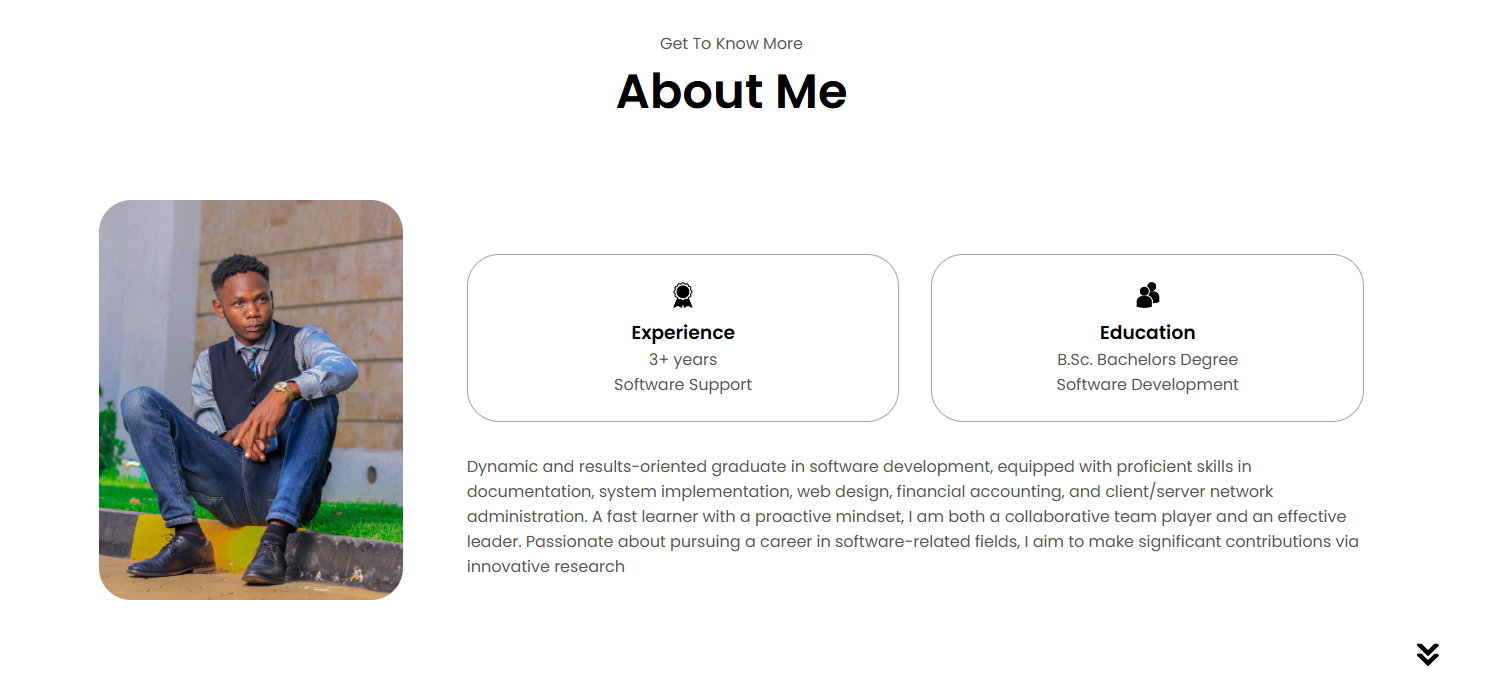 Get To Know More
About Me
Experience
3+ years
Software Support
Education
B.Sc. Bachelors Degree
Software Development
Dynamic and results-oriented graduate in software development, equipped with proficient skills in
documentation, system implementation, web design, financial accounting, and client/server network
administration. A fast learner with a proactive mindset, I am both a collaborative team player and an effective
leader. Passionate about pursuing a career in software-related fields, I aim to make significant contributions via
innovative research